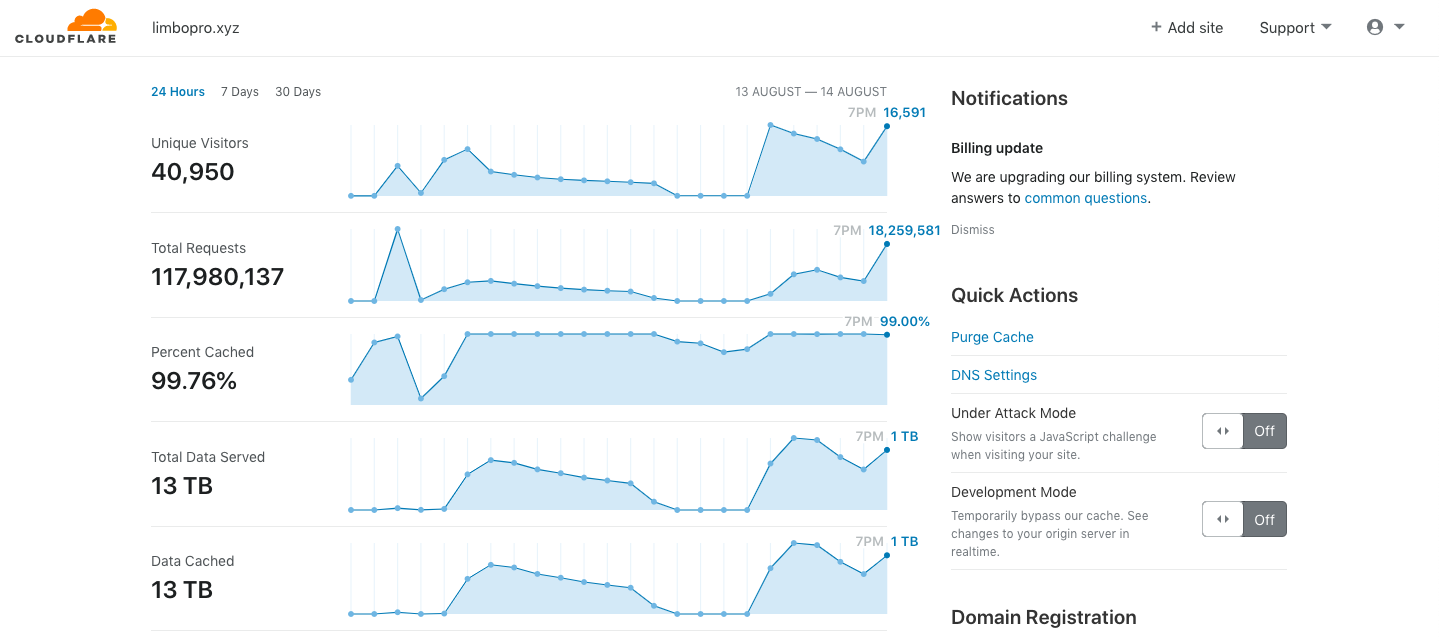 CLOUDFLARE
limbopro.xyz
+ Add site
Support
24 Hours 7 Days 30 Days
13 AUGUST — 14 AUGUST
Unique Visitors
40,950
7PM 16,591
Total Requests
117,980,137
7PM 18,259,581
Percent Cached
99.76%
7PM 99.00%
Total Data Served
13 TB
7PM 1 TB
Data Cached
13 TB
7PM 1 TB
Notifications
Billing update
We are upgrading our billing system. Review
answers to common questions.
Dismiss
Quick Actions
Purge Cache
DNS Settings
Under Attack Mode
Show visitors a JavaScript challenge
when visiting your site.
Off
Development Mode
Temporarily bypass our cache. See
changes to your origin server in
realtime.
Off
Domain Registration